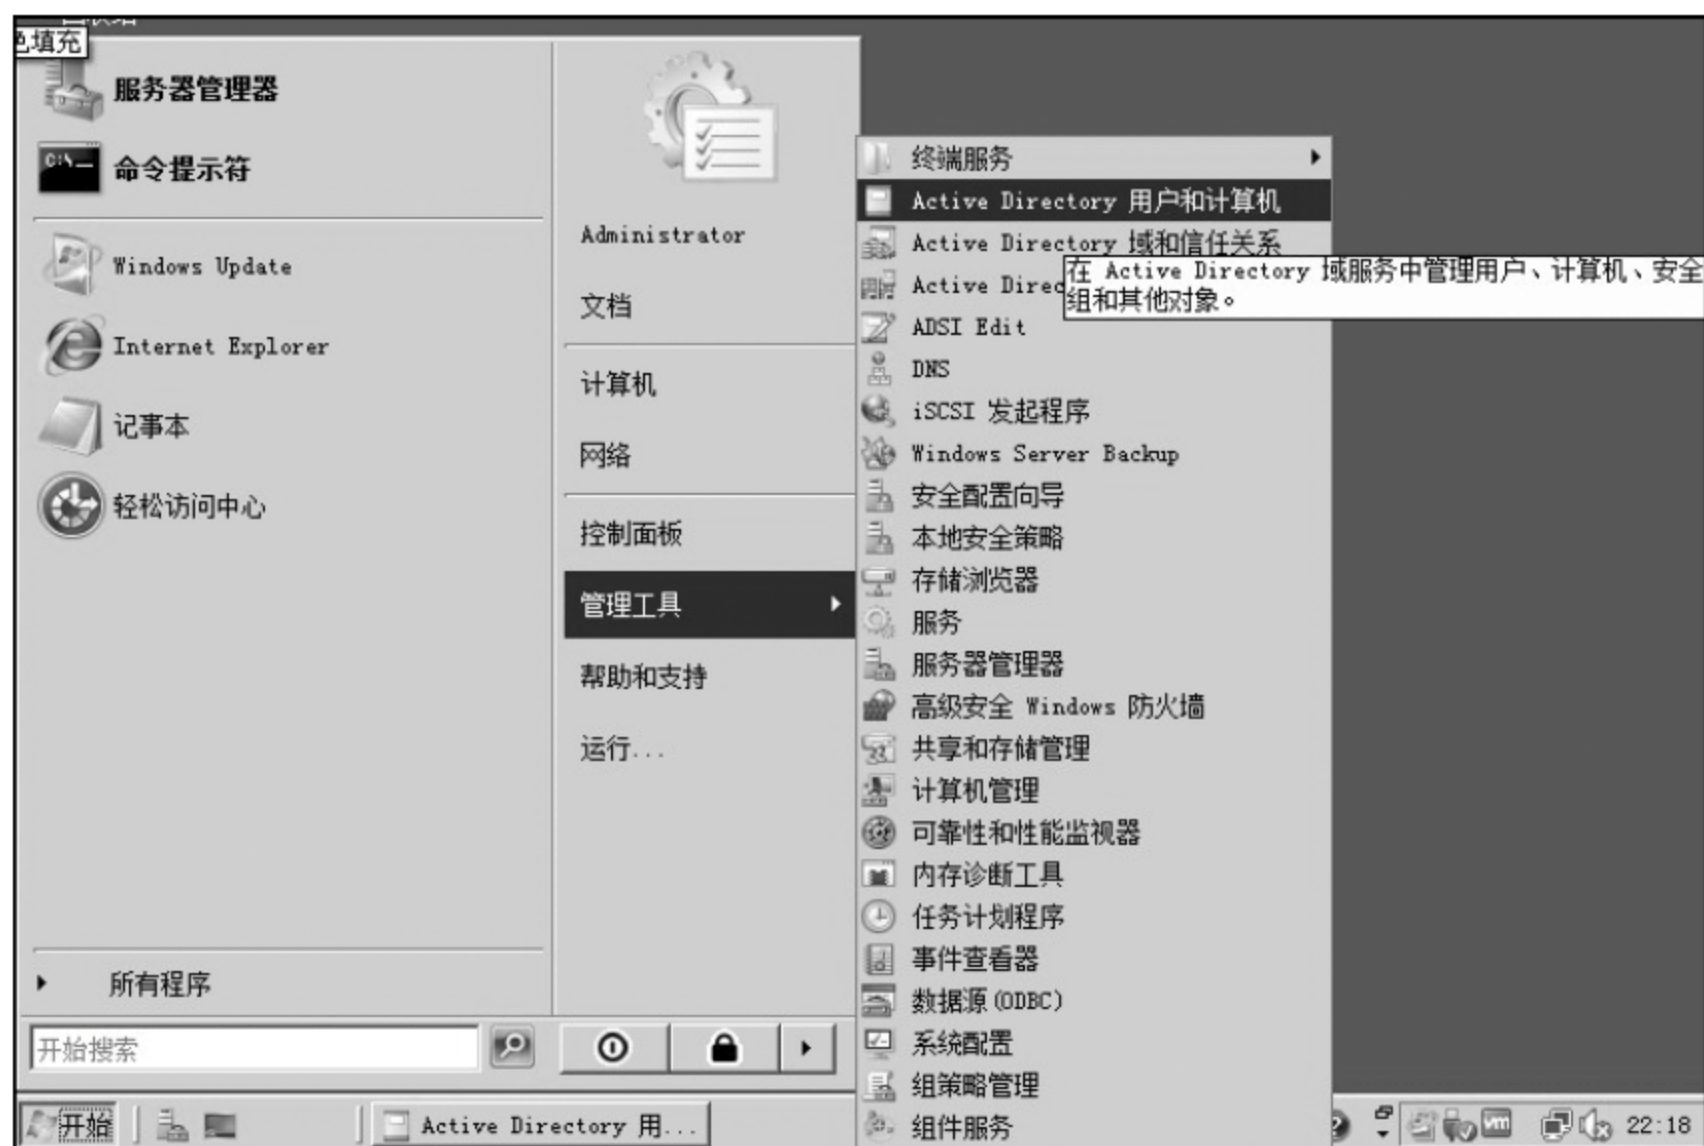 色填充
服务器管理器
命令提示符
Windows Update
Internet Explorer
记事本
轻松访问中心
所有程序
开始搜索
Administrator
文档
计算机
网络
控制面板
管理工具
帮助和支持
运行...
终端服务
Active Directory 用户和计算机
Active Directory 域和信任关系
Active Direc
在 Active Directory 域服务中管理用户、计算机、安全
组和其他对象。
ADSI Edit
DNS
iSCSI 发起程序
Windows Server Backup
安全配置向导
本地安全策略
存储浏览器
服务
服务器管理器
高级安全 Windows 防火墙
共享和存储管理
计算机管理
可靠性和性能监视器
内存诊断工具
任务计划程序
事件查看器
数据源(ODBC)
系统配置
组策略管理
组件服务
开始
Active Directory 用...
22:18